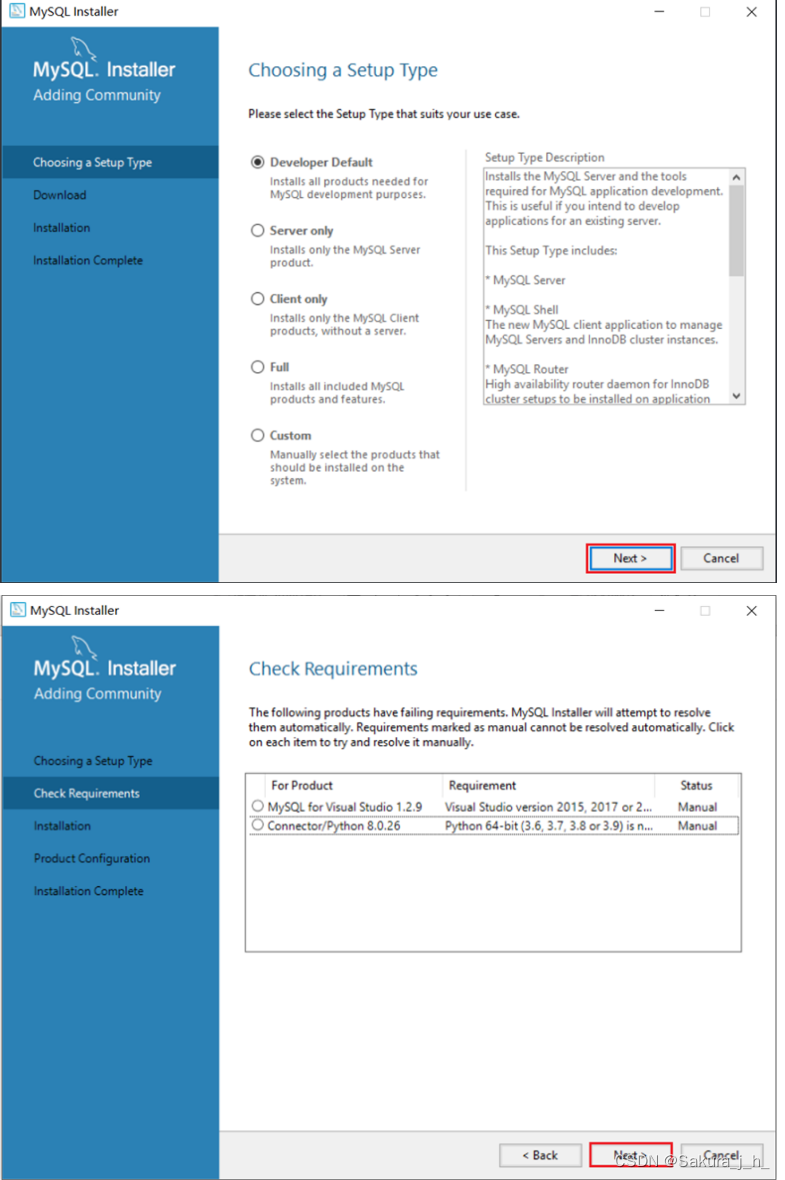 MySQL Installer
MySQL. Installer
Adding Community
Choosing a Setup Type
Download
Installation
Installation Complete
Choosing a Setup Type
Please select the Setup Type that suits your use case.
Developer Default
Installs all products needed for
MySQL development purposes.
Server only
Installs only the MySQL Server
product.
Client only
Installs only the MySQL Client
products, without a server.
Full
Installs all included MySQL
products and features.
Custom
Manually select the products that
should be installed on the
system.
Setup Type Description
Installs the MySQL Server and the tools
required for MySQL application development.
This is useful if you intend to develop
applications for an existing server.
This Setup Type includes:
* MySQL Server
* MySQL Shell
The new MySQL client application to manage
MySQL Servers and InnoDB cluster instances.
* MySQL Router
High availability router daemon for InnoDB
cluster setups to be installed on application
Next >
Cancel
MySQL Installer
MySQL. Installer
Adding Community
Choosing a Setup Type
Check Requirements
Installation
Product Configuration
Installation Complete
Check Requirements
The following products have failing requirements. MySQL Installer will attempt to resolve
them automatically. Requirements marked as manual cannot be resolved automatically. Click
on each item to try and resolve it manually.
For Product Requirement Status
MySQL for Visual Studio 1.2.9 Visual Studio version 2015, 2017 or 2... Manual
Connector/Python 8.0.26 Python 64-bit (3.6, 3.7, 3.8 or 3.9) is n... Manual
< Back
Next >
Cancel
CSDN @Sakura_j_h_